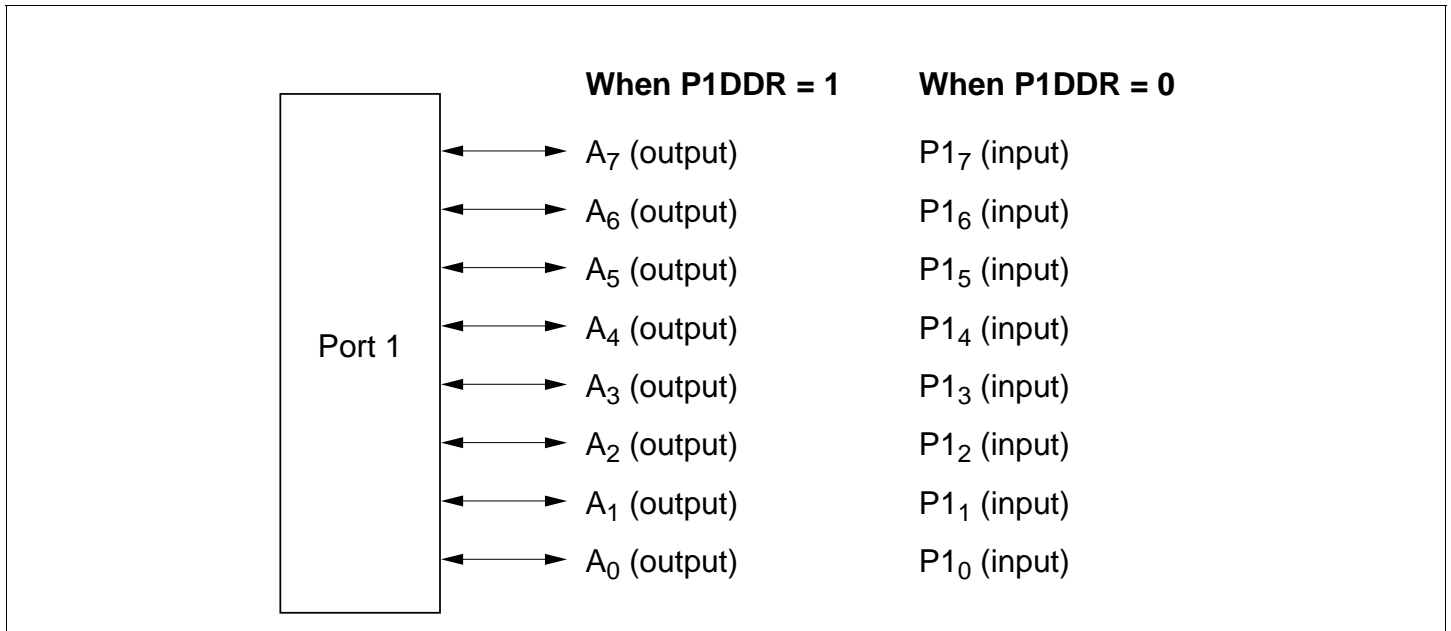 When P1DDR = 1 When P1DDR = 0
A7 (output) P17 (input)
A6 (output) P16 (input)
A5 (output) P15 (input)
A4 (output) P14 (input)
Port 1
A3 (output) P13 (input)
A2 (output) P12 (input)
A1 (output) P11 (input)
A0 (output) P10 (input)